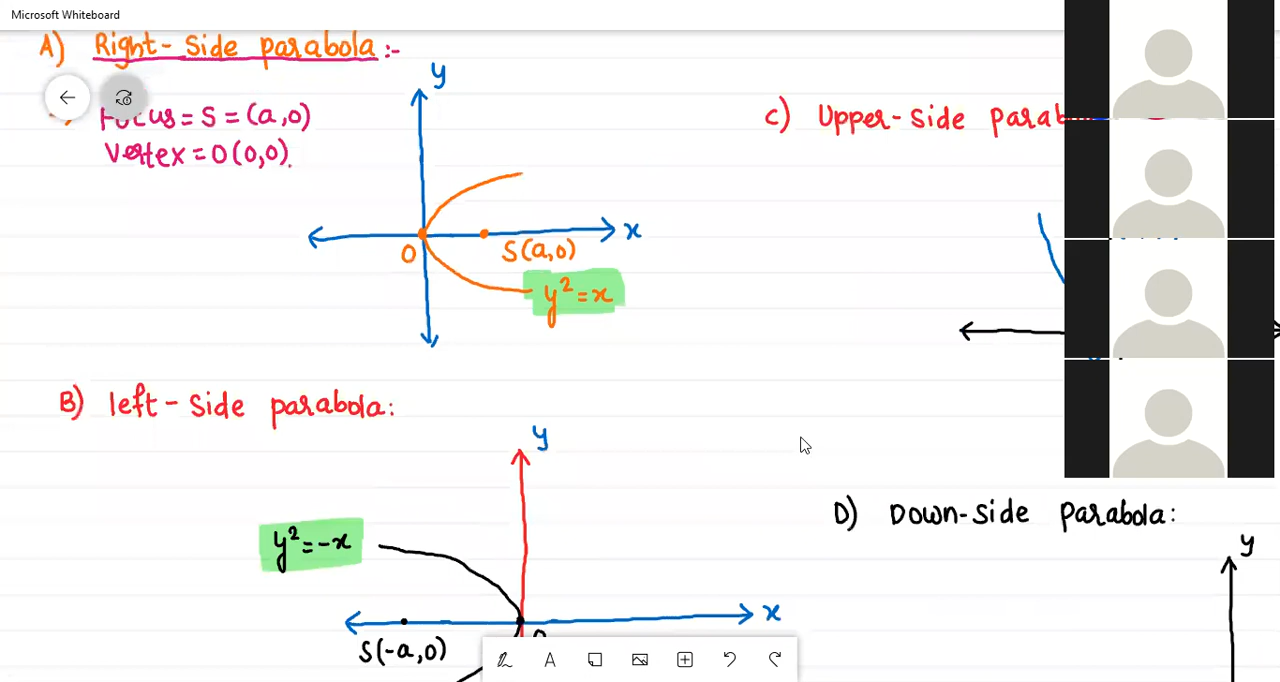 Microsoft Whiteboard
A) Right-Side parabola:-
Focus = S = (a,0)
Vertex = O(0,0).
y
x
O
S(a,0)
y² = x
B) left-Side parabola:
y
y² = -x
x
S(-a,0)
C) Upper-Side
D) Down-Side parabola:
y
A